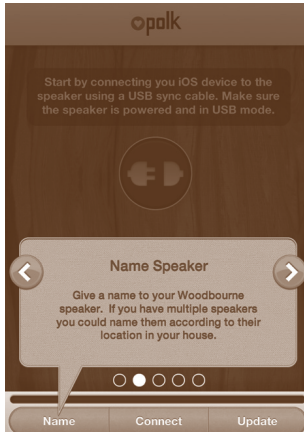 polk
Start by connecting you iOS device to the
speaker using a USB sync cable. Make sure
the speaker is powered and in USB mode.
Name Speaker
Give a name to your Woodbourne
speaker. If you have multiple speakers
you could name them according to their
location in your house.
Name Connect Update